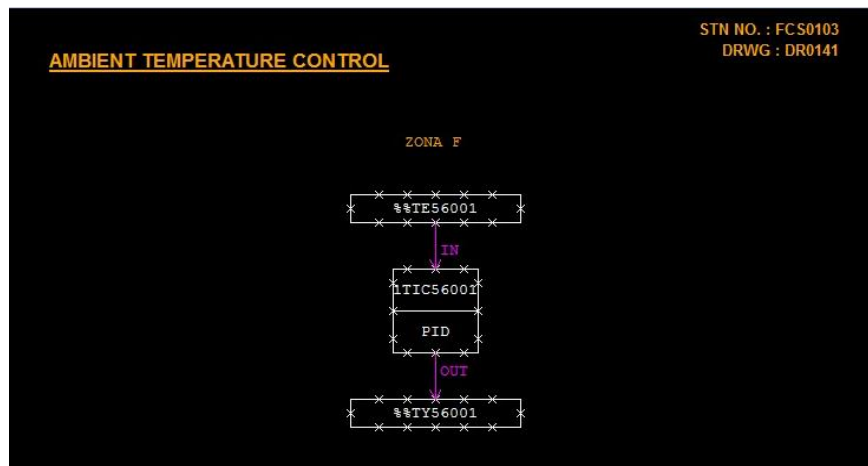 STN NO. : FCS0103
DRWG : DR0141
AMBIENT TEMPERATURE CONTROL
ZONA F
%%TE56001
IN
1TIC56001
PID
OUT
%%TY56001